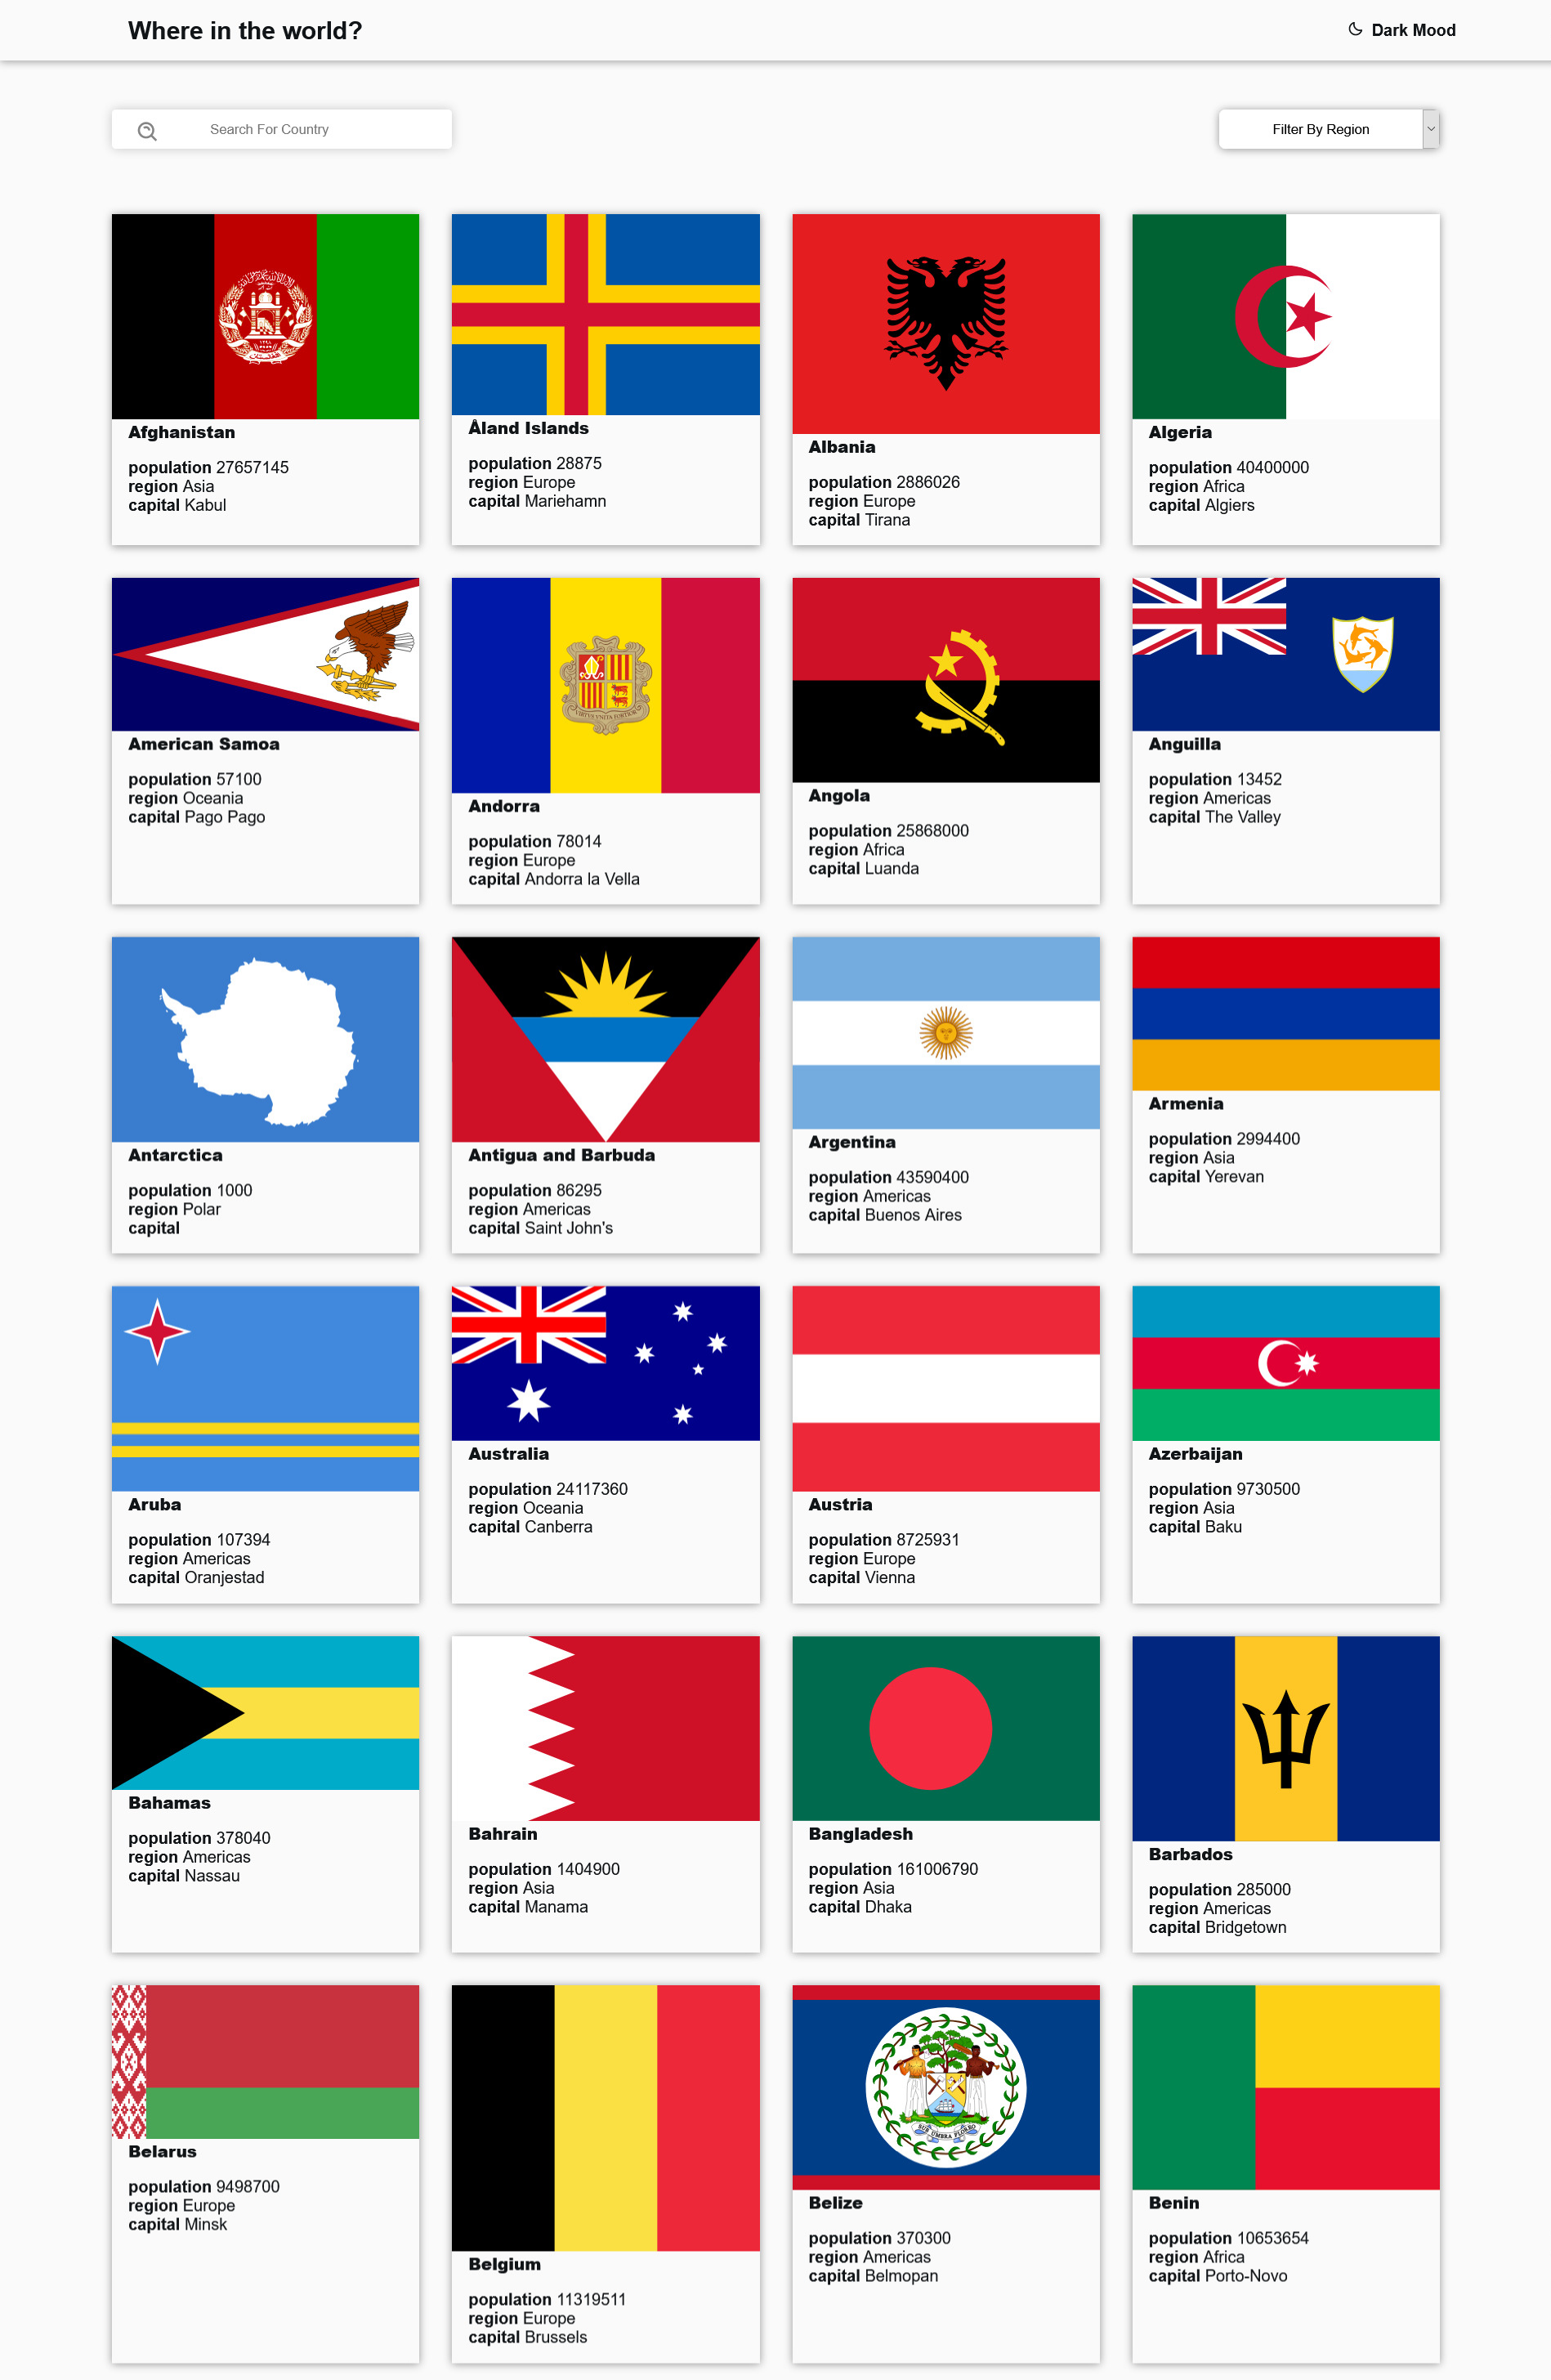 Where in the world?
Dark Mood
Search For Country
Filter By Region
Afghanistan
population 27657145
region Asia
capital Kabul
Åland Islands
population 28875
region Europe
capital Mariehamn
Albania
population 2886026
region Europe
capital Tirana
Algeria
population 40400000
region Africa
capital Algiers
American Samoa
population 57100
region Oceania
capital Pago Pago
VIRTVS VNITA FORTIOR
Andorra
population 78014
region Europe
capital Andorra la Vella
Angola
population 25868000
region Africa
capital Luanda
Anguilla
population 13452
region Americas
capital The Valley
Antarctica
population 1000
region Polar
capital
Antigua and Barbuda
population 86295
region Americas
capital Saint John's
Argentina
population 43590400
region Americas
capital Buenos Aires
Armenia
population 2994400
region Asia
capital Yerevan
Aruba
population 107394
region Americas
capital Oranjestad
Australia
population 24117360
region Oceania
capital Canberra
Austria
population 8725931
region Europe
capital Vienna
Azerbaijan
population 9730500
region Asia
capital Baku
Bahamas
population 378040
region Americas
capital Nassau
Bahrain
population 1404900
region Asia
capital Manama
Bangladesh
population 161006790
region Asia
capital Dhaka
Barbados
population 285000
region Americas
capital Bridgetown
Belarus
population 9498700
region Europe
capital Minsk
Belgium
population 11319511
region Europe
capital Brussels
SUB UMBRA FLOREO
Belize
population 370300
region Americas
capital Belmopan
Benin
population 10653654
region Africa
capital Porto-Novo